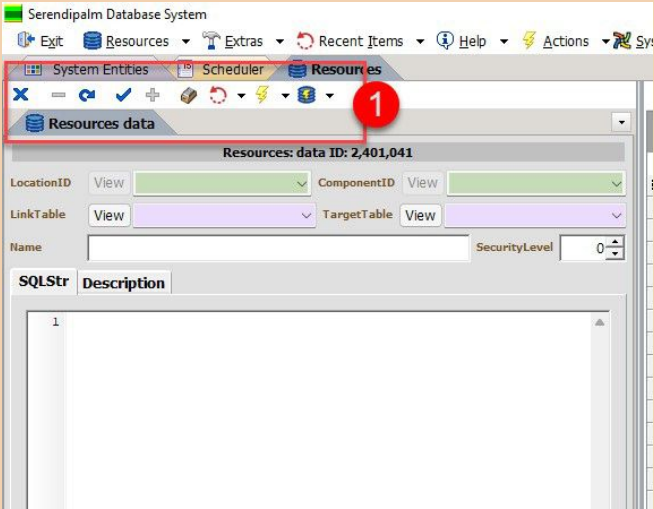 Serendipalm Database System
Exit Resources Extras Recent Items Help Actions Sys
System Entities Scheduler Resources
1
Resources data
Resources: data ID: 2,401,041
LocationID View ComponentID View
LinkTable View TargetTable View
Name SecurityLevel 0
SQLStr Description
1